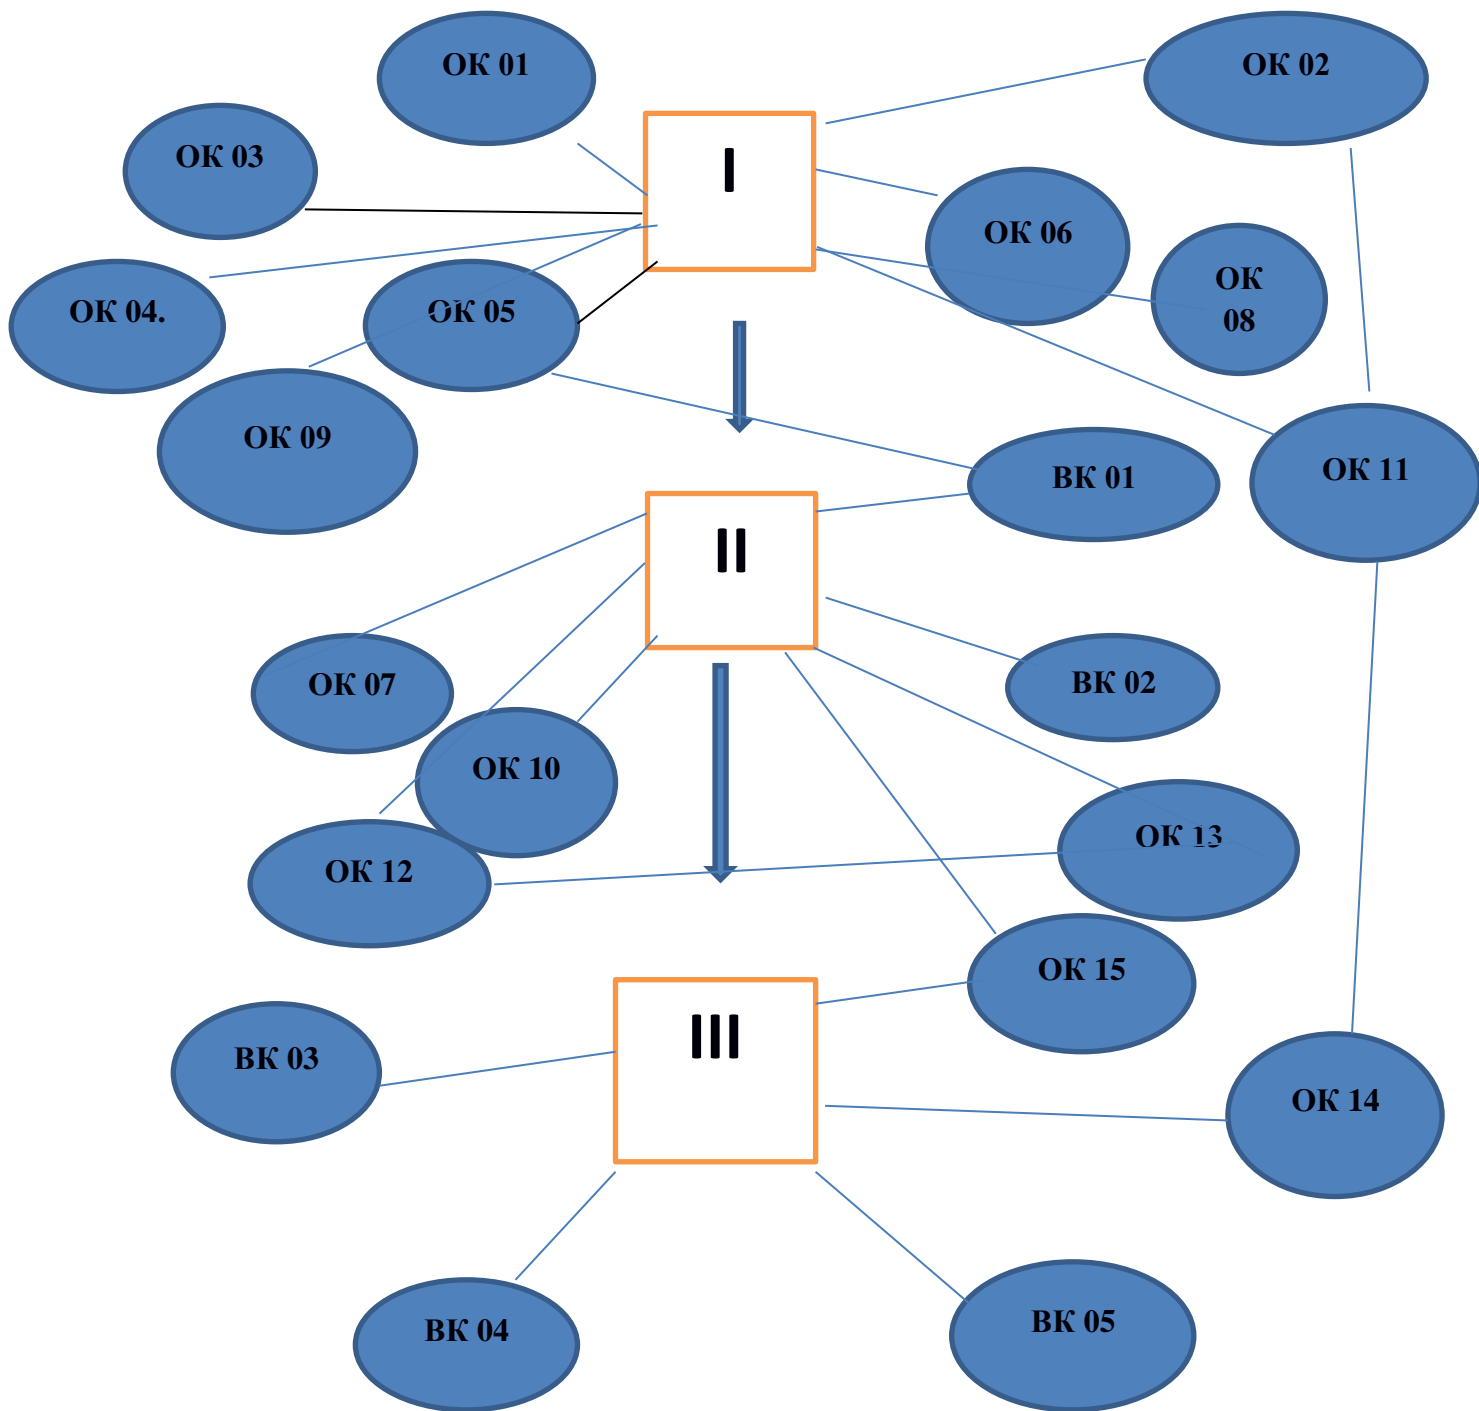 ОК 01
ОК 02
ОК 03
I
ОК 06
ОК
08
ОК 04.
ОК 05
ОК 09
ВК 01
ОК 11
II
ОК 07
ВК 02
ОК 10
ОК 13
ОК 12
ОК 15
III
ВК 03
ОК 14
ВК 04
ВК 05